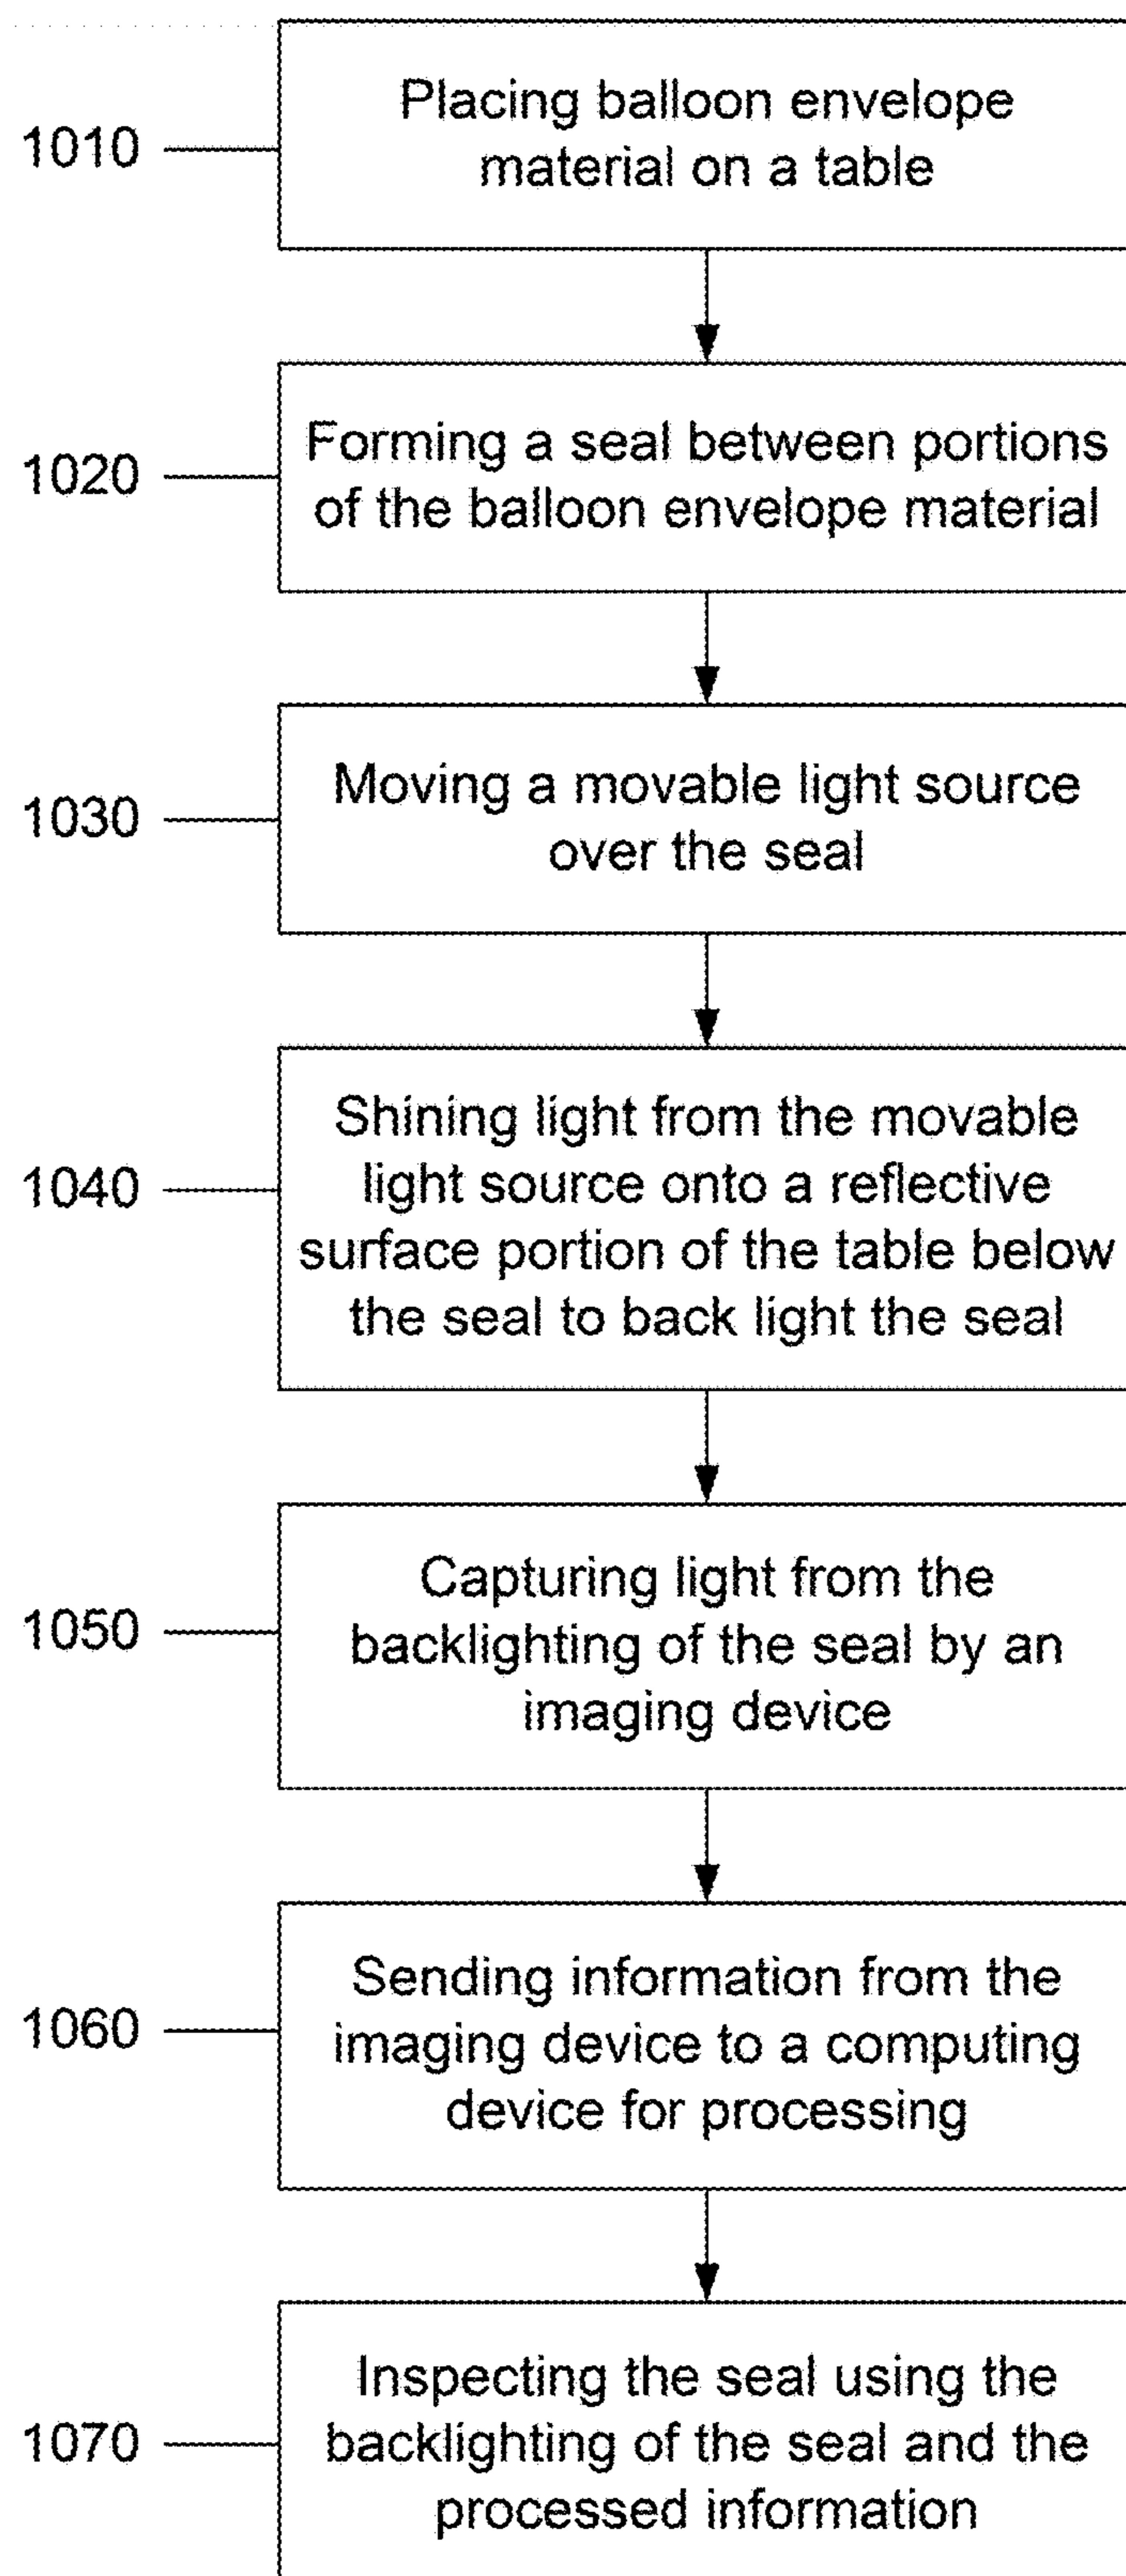 1010
Placing balloon envelope
material on a table
1020
Forming a seal between portions
of the balloon envelope material
1030
Moving a movable light source
over the seal
1040
Shining light from the movable
light source onto a reflective
surface portion of the table below
the seal to back light the seal
1050
Capturing light from the
backlighting of the seal by an
imaging device
1060
Sending information from the
imaging device to a computing
device for processing
1070
Inspecting the seal using the
backlighting of the seal and the
processed information